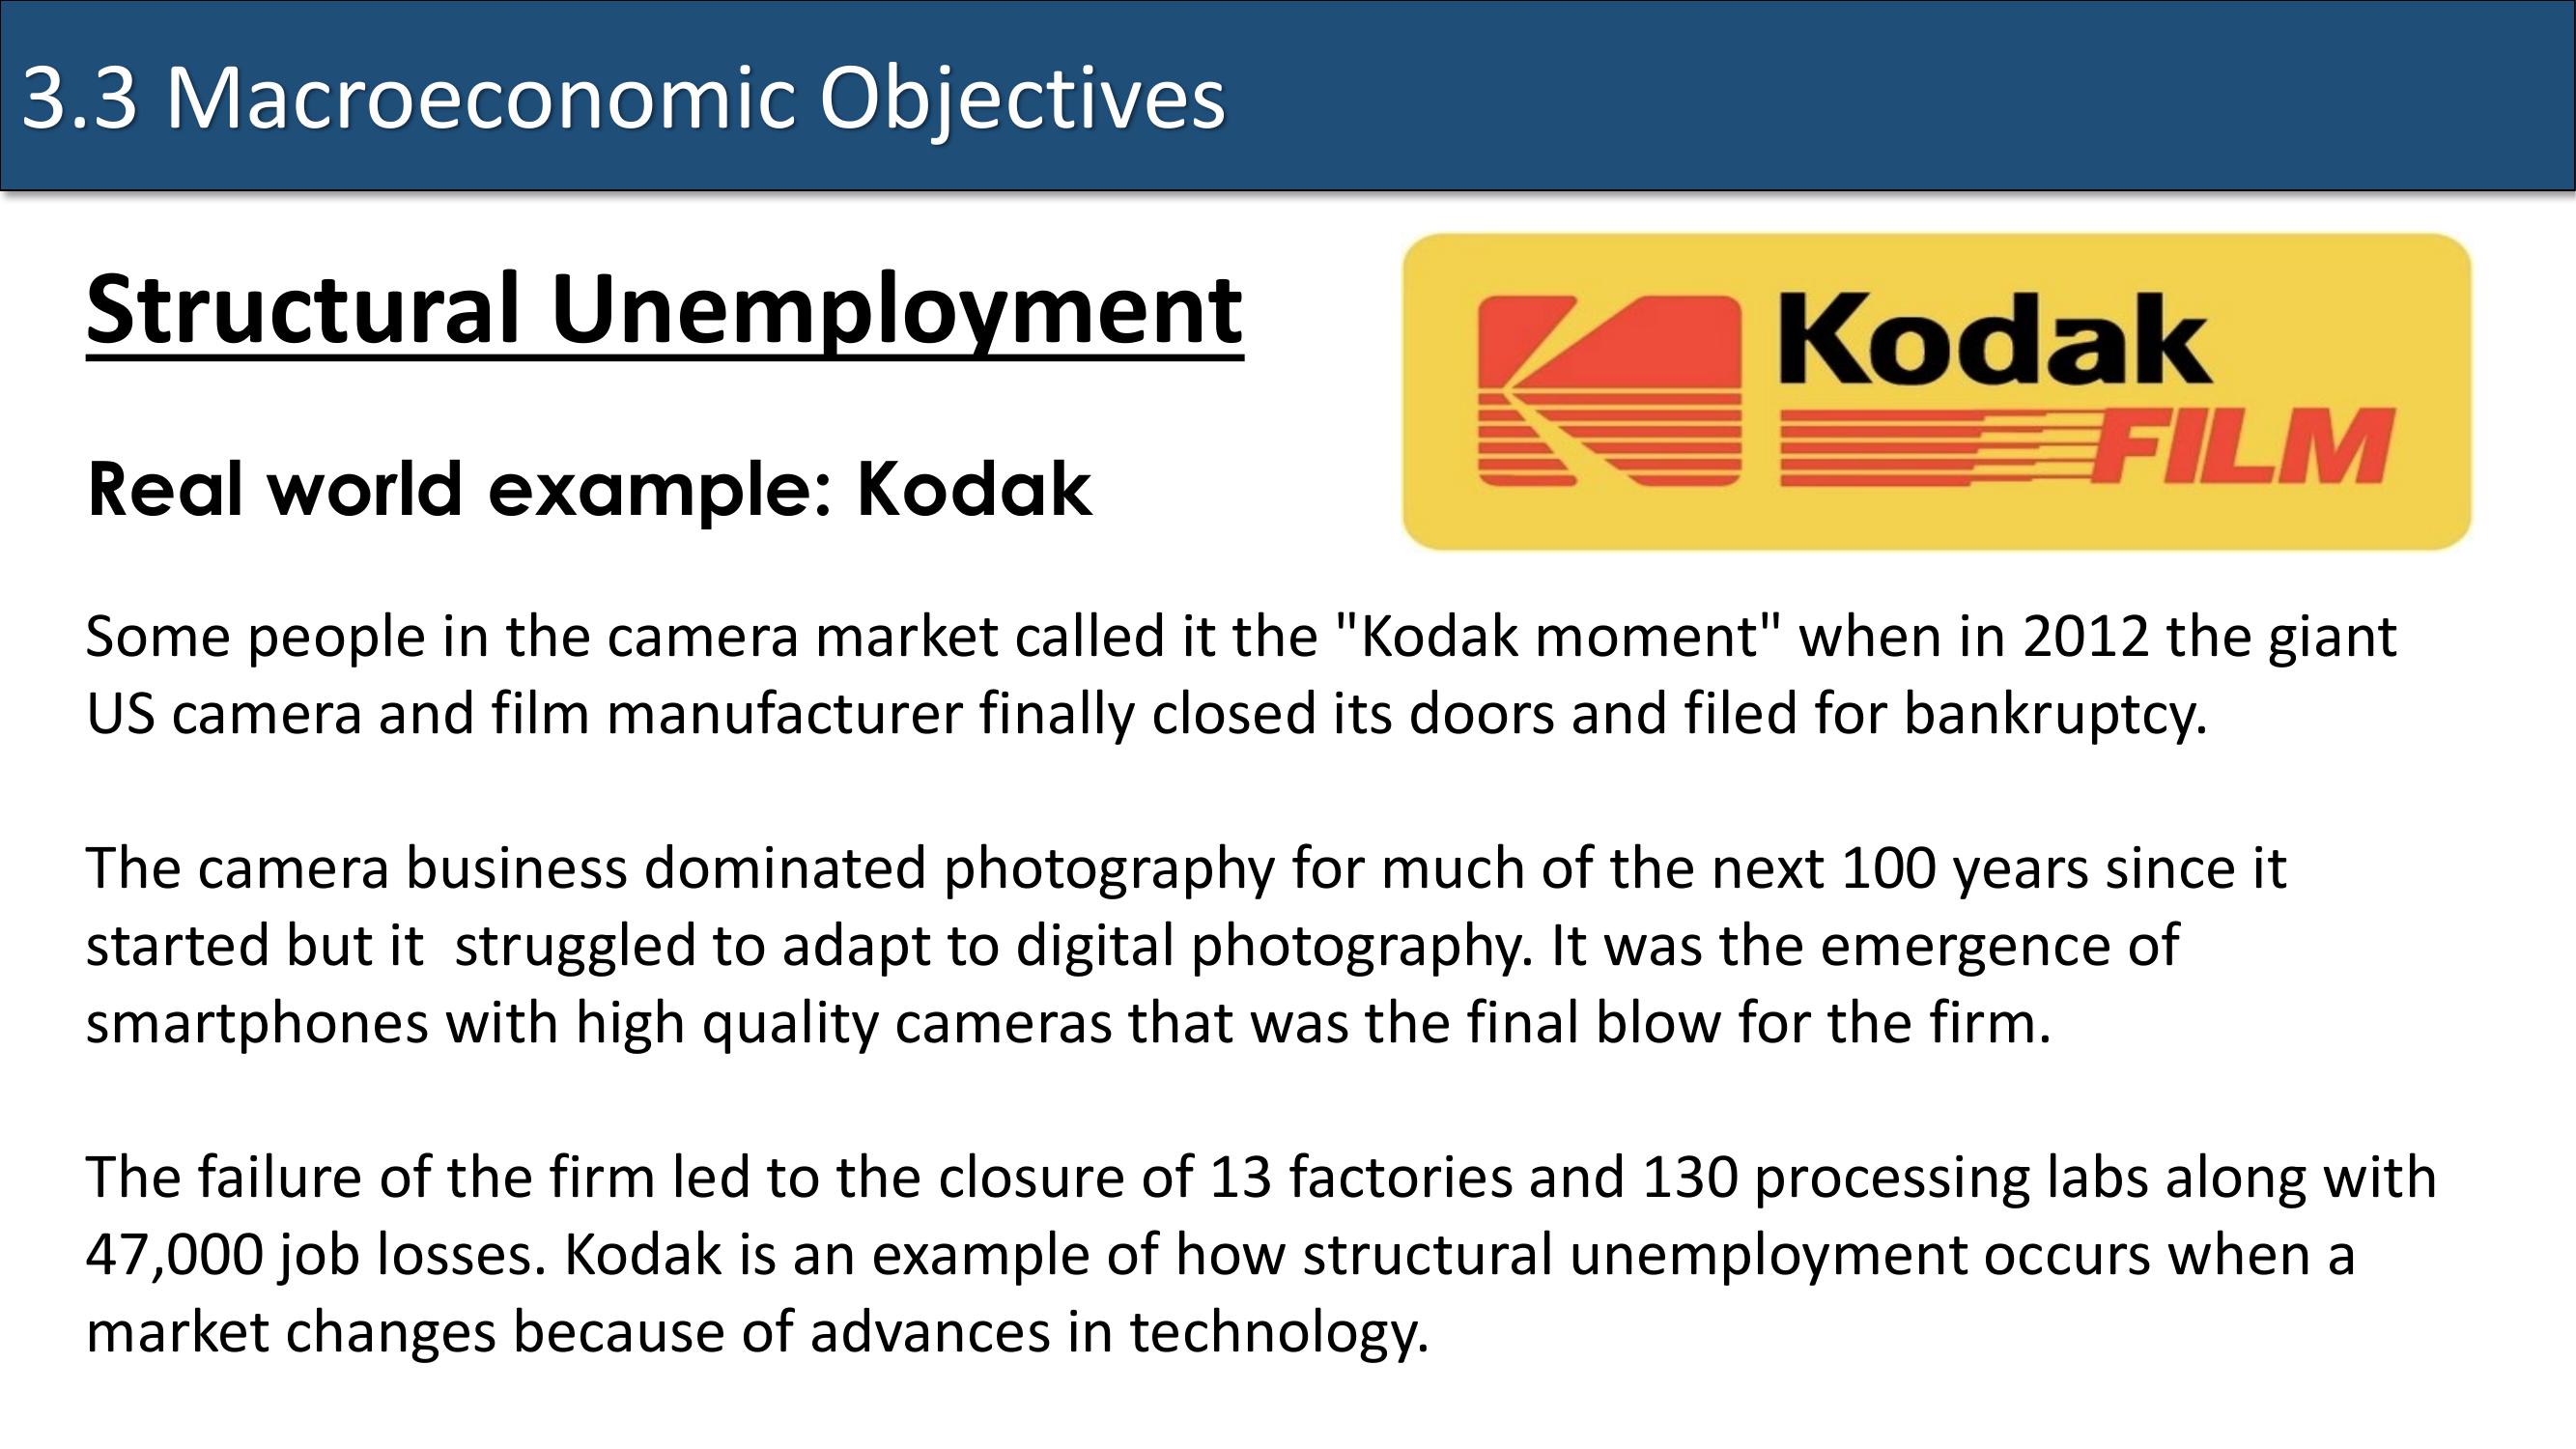 3.3 Macroeconomic Objectives
Structural Unemployment
Kodak
FILM
Real world example: Kodak
Some people in the camera market called it the "Kodak moment" when in 2012 the giant
US camera and film manufacturer finally closed its doors and filed for bankruptcy.
The camera business dominated photography for much of the next 100 years since it
started but it  struggled to adapt to digital photography. It was the emergence of
smartphones with high quality cameras that was the final blow for the firm.
The failure of the firm led to the closure of 13 factories and 130 processing labs along with
47,000 job losses. Kodak is an example of how structural unemployment occurs when a
market changes because of advances in technology.